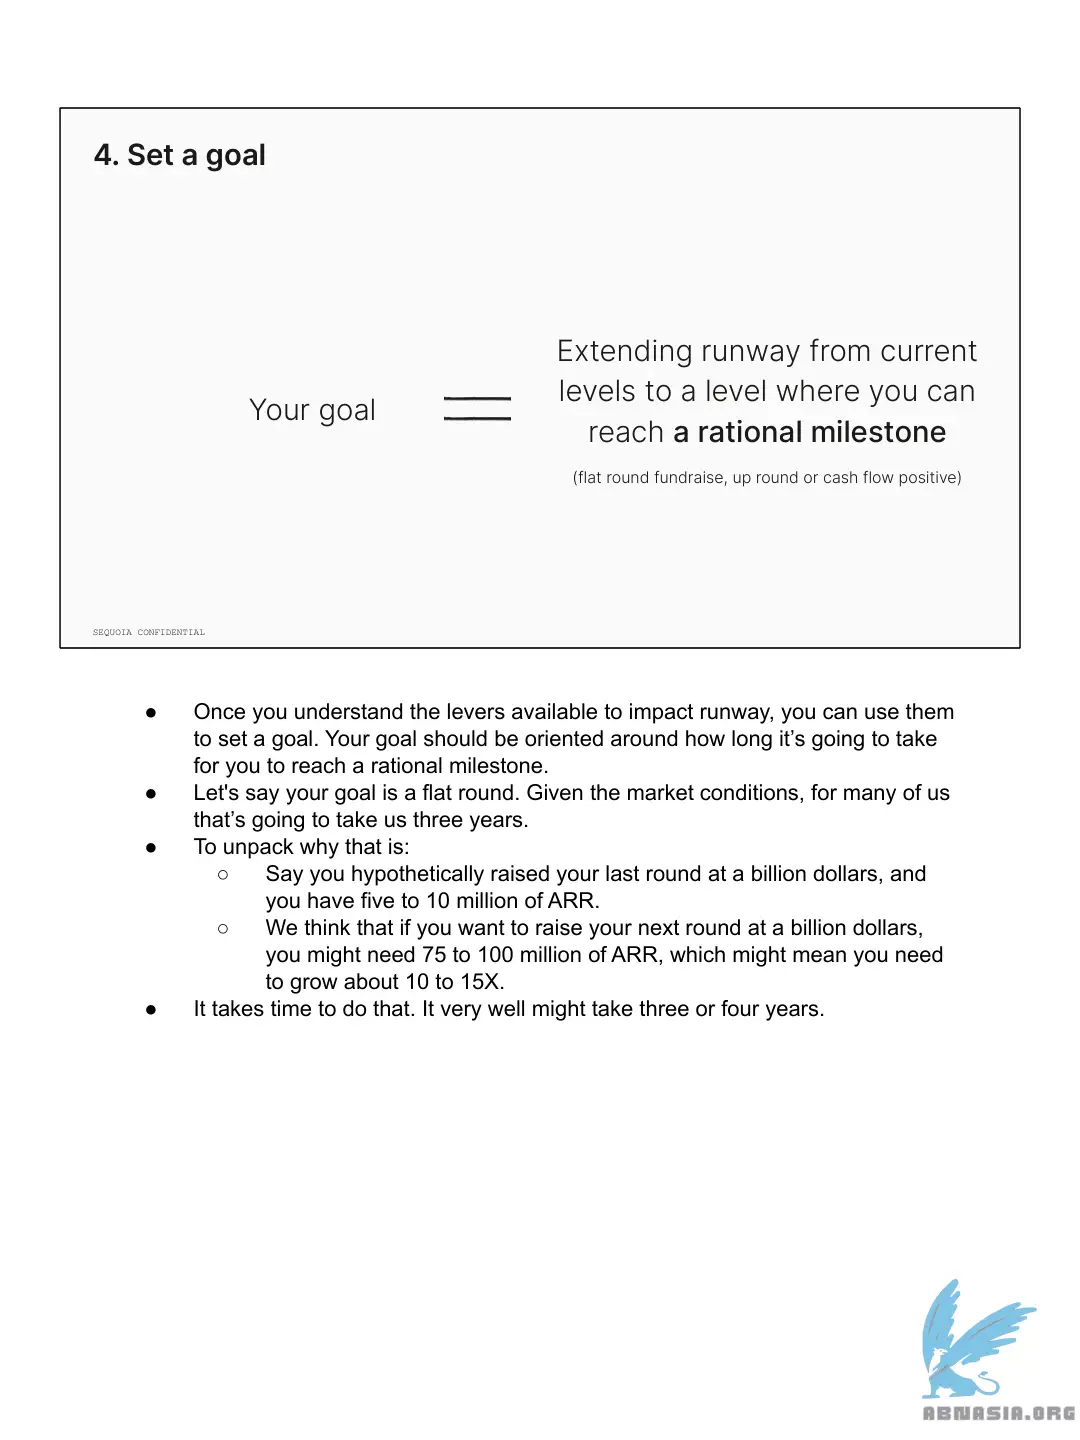 4. Set a goal
Your goal
Extending runway from current
levels to a level where you can
reach a rational milestone
(flat round fundraise, up round or cash flow positive)
SEQUOIA CONFIDENTIAL
● Once you understand the levers available to impact runway, you can use them
to set a goal. Your goal should be oriented around how long it’s going to take
for you to reach a rational milestone.
● Let's say your goal is a flat round. Given the market conditions, for many of us
that’s going to take us three years.
● To unpack why that is:
○ Say you hypothetically raised your last round at a billion dollars, and
you have five to 10 million of ARR.
○ We think that if you want to raise your next round at a billion dollars,
you might need 75 to 100 million of ARR, which might mean you need
to grow about 10 to 15X.
● It takes time to do that. It very well might take three or four years.
ABNASIA.ORG